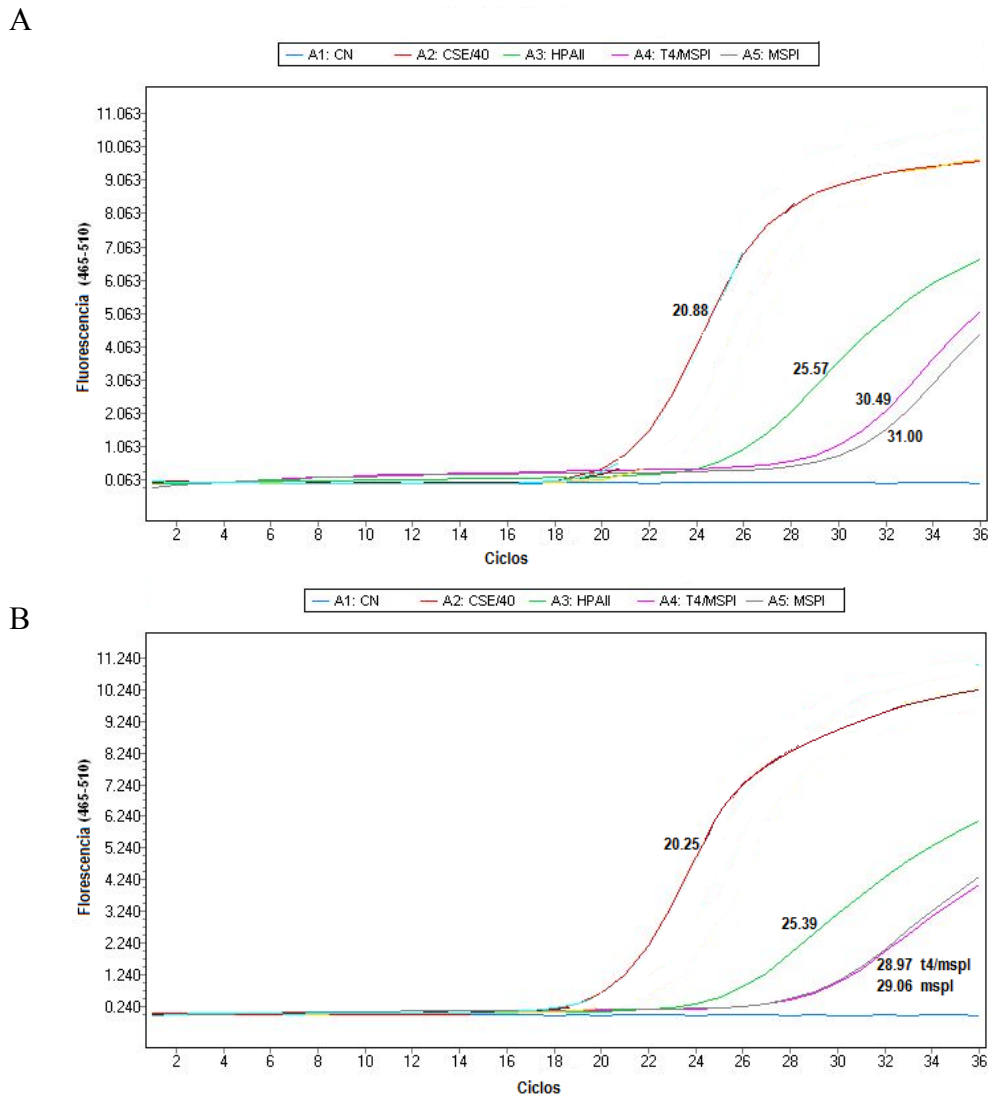 A
A1: CN A2: CSE/40 A3: HPAII A4: T4/MSPI A5: MSPI
11.063
10.063
9.063
8.063
7.063
6.063
5.063
4.063
3.063
2.063
1.063
0.063
Fluorescencia (465-510)
20.88
25.57
30.49
31.00
2 4 6 8 10 12 14 16 18 20 22 24 26 28 30 32 34 36
Ciclos
B
A1: CN A2: CSE/40 A3: HPAII A4: T4/MSPI A5: MSPI
11.240
10.240
9.240
8.240
7.240
6.240
5.240
4.240
3.240
2.240
1.240
0.240
Florescencia (465-510)
20.25
25.39
28.97 t4/mspI
29.06 mspI
2 4 6 8 10 12 14 16 18 20 22 24 26 28 30 32 34 36
Ciclos